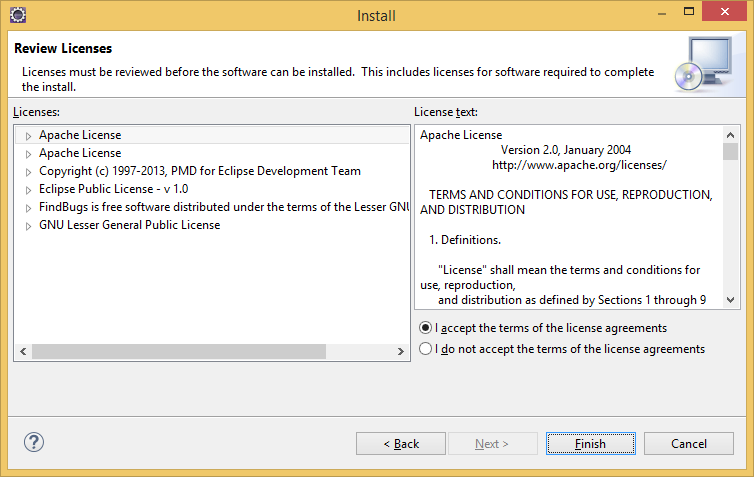 Install
Review Licenses
Licenses must be reviewed before the software can be installed. This includes licenses for software required to complete
the install.
Licenses:
Apache License
Apache License
Copyright (c) 1997-2013, PMD for Eclipse Development Team
Eclipse Public License - v 1.0
FindBugs is free software distributed under the terms of the Lesser GNU
GNU Lesser General Public License
License text:
Apache License
Version 2.0, January 2004
http://www.apache.org/licenses/
TERMS AND CONDITIONS FOR USE, REPRODUCTION,
AND DISTRIBUTION
1. Definitions.
"License" shall mean the terms and conditions for
use, reproduction,
and distribution as defined by Sections 1 through 9
I accept the terms of the license agreements
I do not accept the terms of the license agreements
?
< Back
Next >
Finish
Cancel